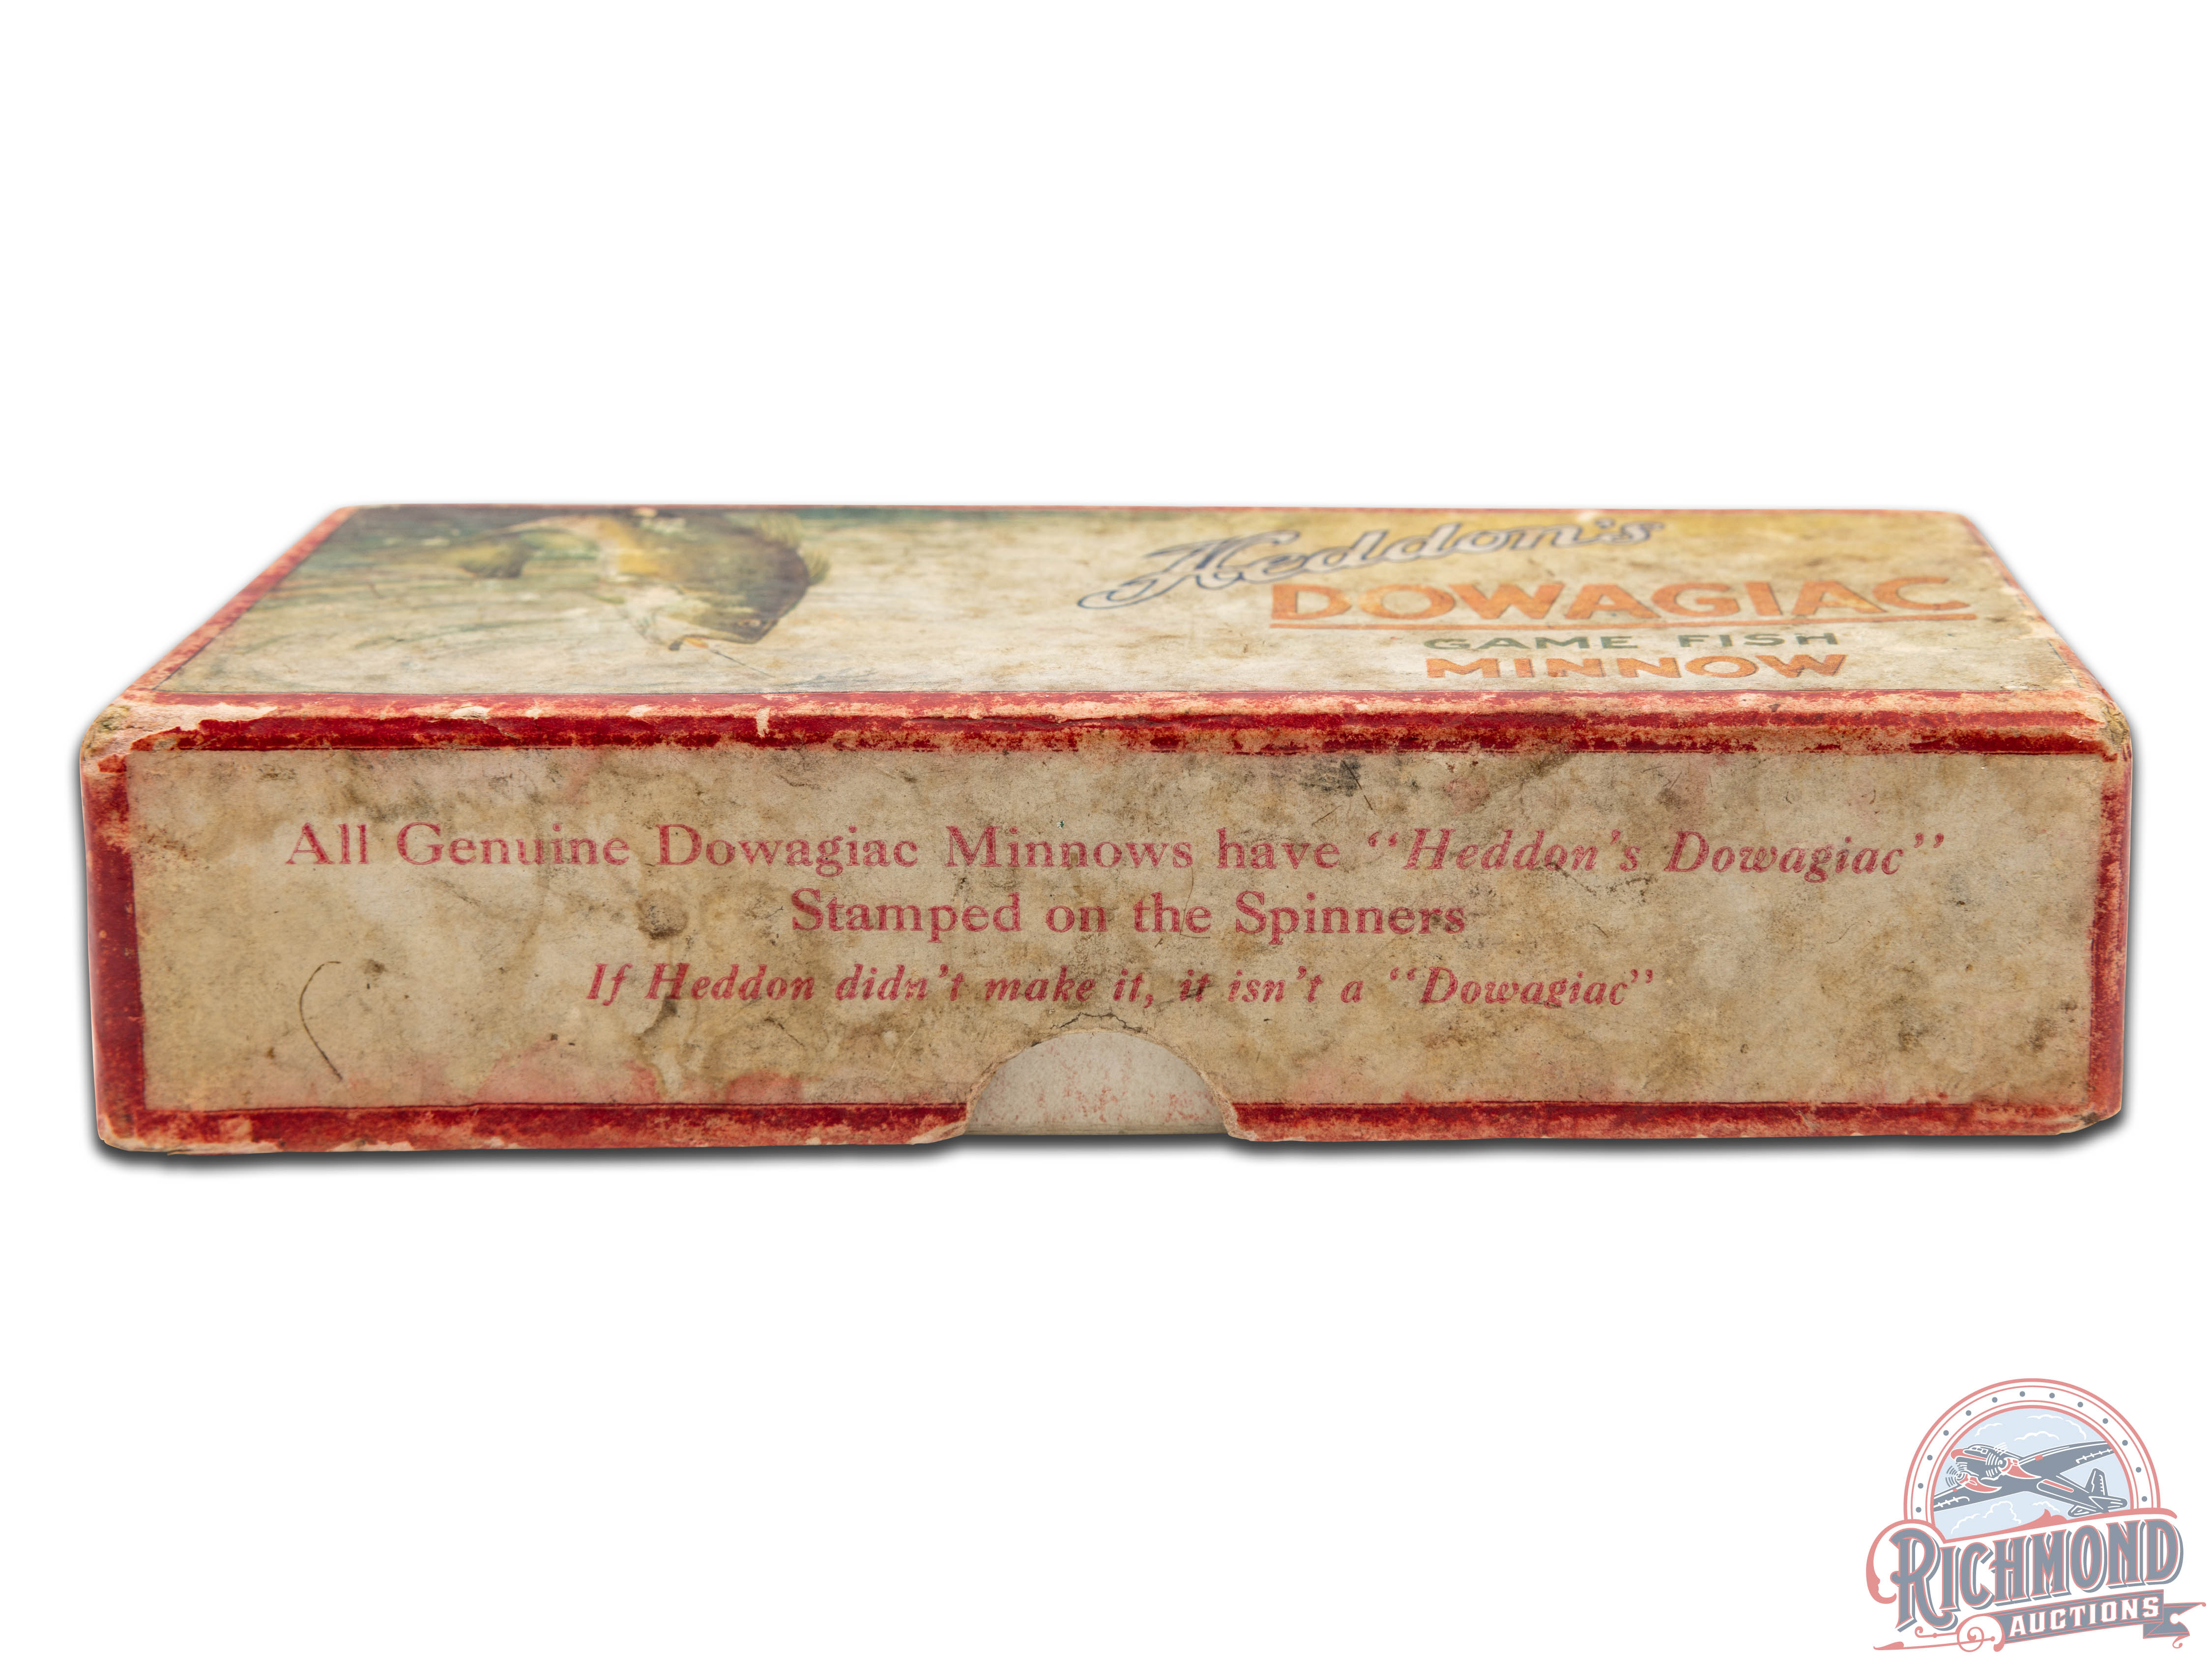 Heddon's
DOWAGIAC
GAME FISH
MINNOW
All Genuine Dowagiac Minnows have "Heddon's Dowagiac"
Stamped on the Spinners
If Heddon didn't make it, it isn't a "Dowagiac"
RICHMOND
AUCTIONS